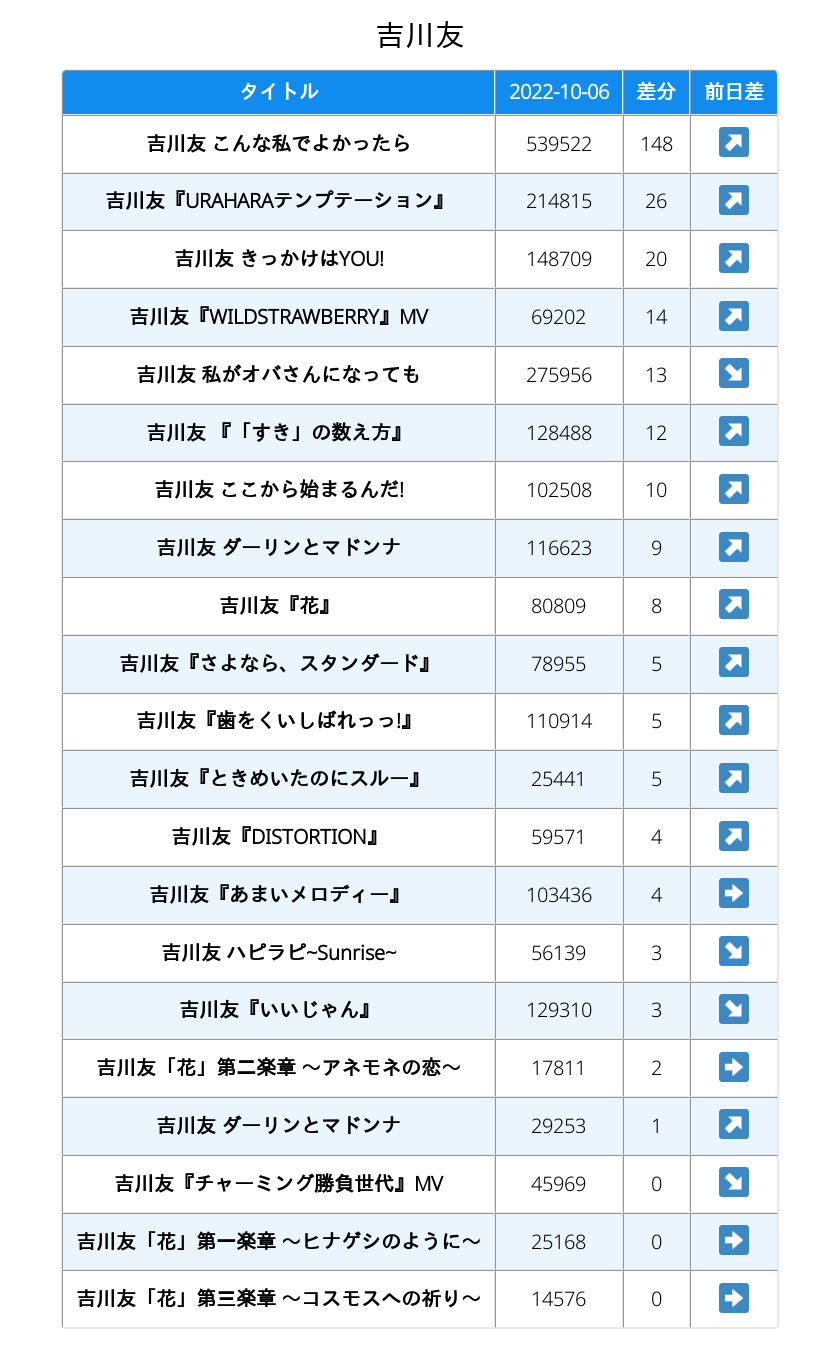 吉川友
タイトル 2022-10-06 差分 前日差
吉川友 こんな私でよかったら 539522 148 ↗
吉川友『URAHARAテンプテーション』 214815 26 ↗
吉川友 きっかけはYOU! 148709 20 ↗
吉川友『WILDSTRAWBERRY』MV 69202 14 ↗
吉川友 私がオバさんになっても 275956 13 ↘
吉川友 『「すき」の数え方』 128488 12 ↗
吉川友 ここから始まるんだ! 102508 10 ↗
吉川友 ダーリンとマドンナ 116623 9 ↗
吉川友『花』 80809 8 ↗
吉川友『さよなら、スタンダード』 78955 5 ↗
吉川友『歯をくいしばれっっ!』 110914 5 ↗
吉川友『ときめいたのにスルー』 25441 5 ↗
吉川友『DISTORTION』 59571 4 ↗
吉川友『あまいメロディー』 103436 4 ➡
吉川友 ハピラピ~Sunrise~ 56139 3 ↘
吉川友『いいじゃん』 129310 3 ↘
吉川友「花」第二楽章 〜アネモネの恋〜 17811 2 ➡
吉川友 ダーリンとマドンナ 29253 1 ↗
吉川友『チャーミング勝負世代』MV 45969 0 ↘
吉川友「花」第一楽章 〜ヒナゲシのように〜 25168 0 ➡
吉川友「花」第三楽章 〜コスモスへの祈り〜 14576 0 ➡